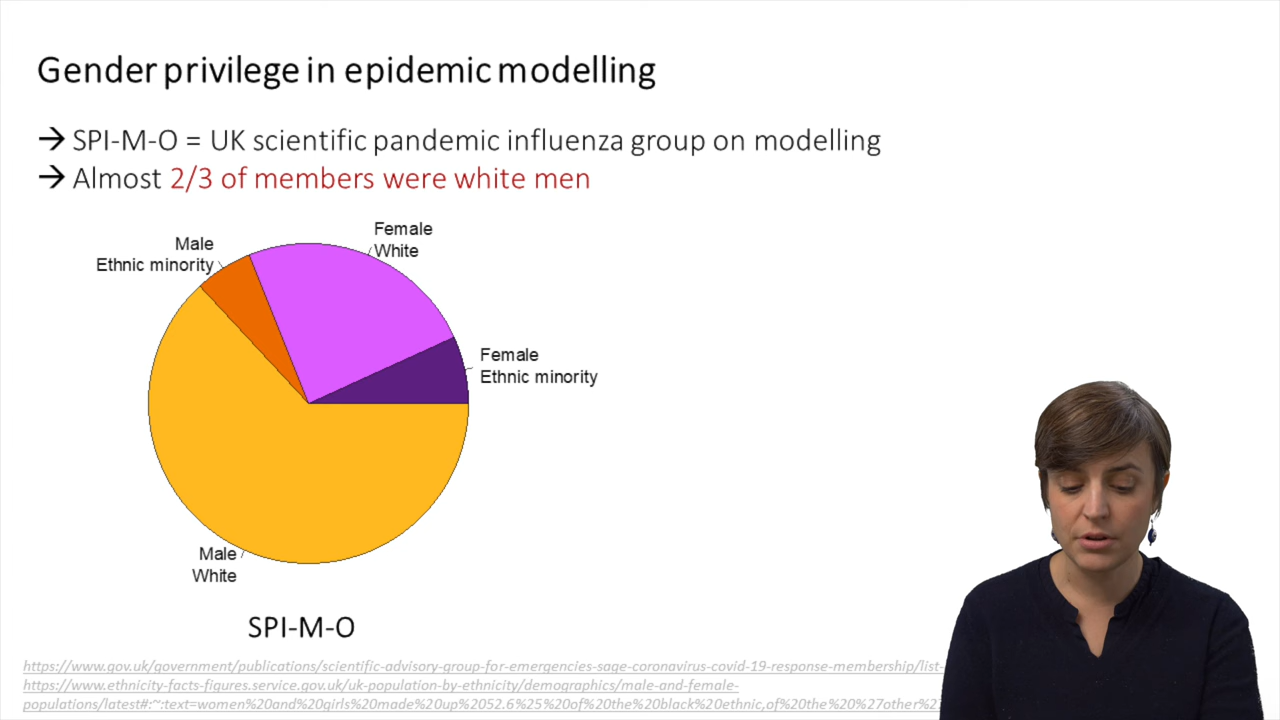 Gender privilege in epidemic modelling
→ SPI-M-O = UK scientific pandemic influenza group on modelling
→ Almost 2/3 of members were white men
Female
White
Male
Ethnic minority
Female
Ethnic minority
Male
White
SPI-M-O
https://www.gov.uk/government/publications/scientific-advisory-group-for-emergencies-sage-coronavirus-covid-19-response-membership/list-
https://www.ethnicity-facts-figures.service.gov.uk/uk-population-by-ethnicity/demographics/male-and-female-
populations/latest#:~:text=women%20and%20girls%20made%20up%2052.6%25%20of%20the%20black%20ethnic,of%20the%20%27other%2